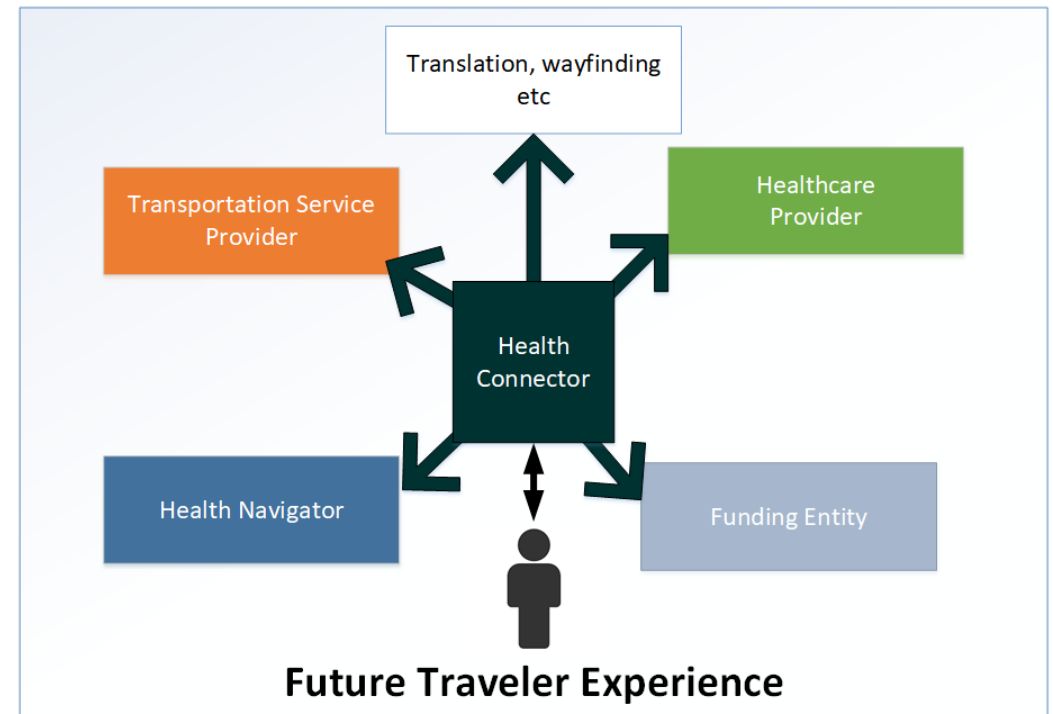 Translation, wayfinding
etc
Transportation Service
Provider
Healthcare
Provider
Health
Connector
Health Navigator
Funding Entity
Future Traveler Experience